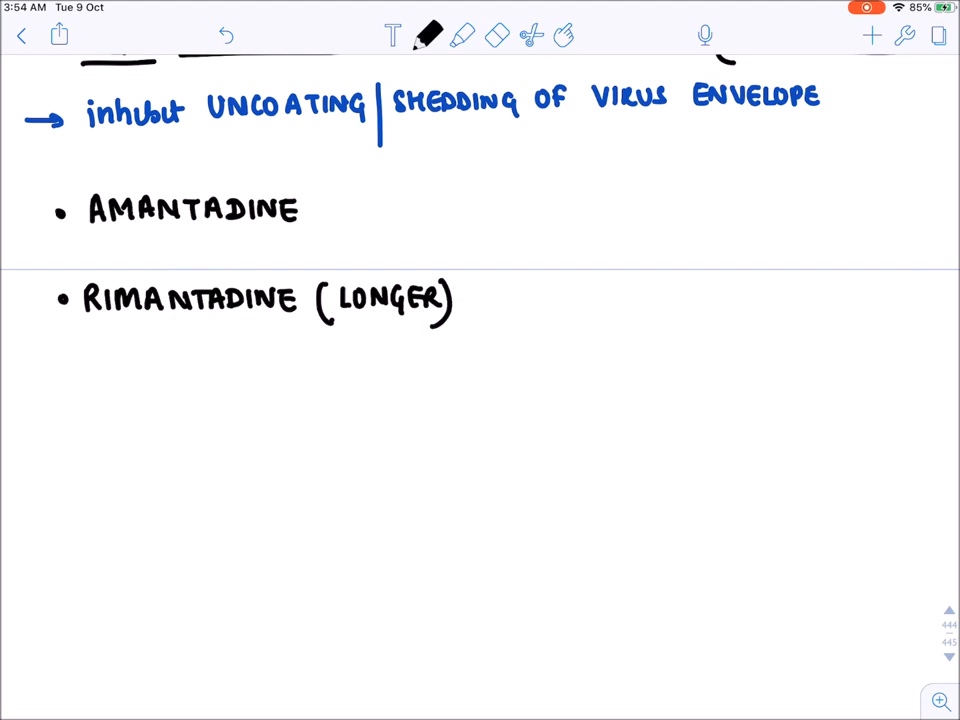 3:54 AM Tue 9 Oct 85%
T
→ inhibit UNCOATING | SHEDDING OF VIRUS ENVELOPE
• AMANTADINE
• RIMANTADINE (LONGER)
444
445